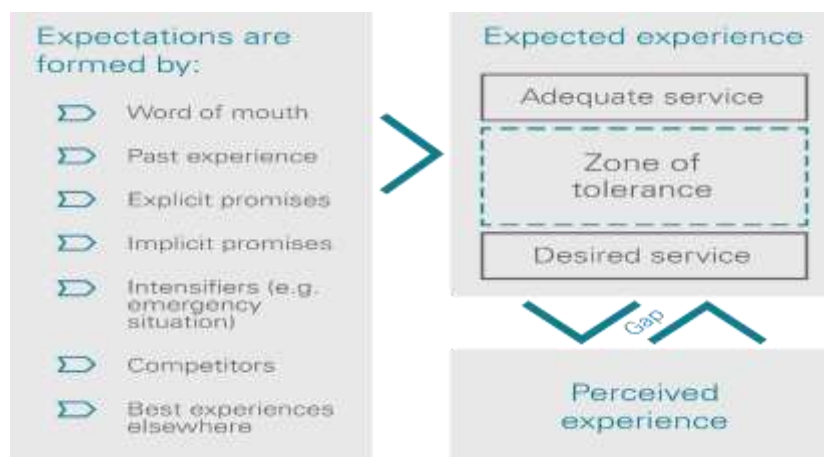 Expectations are
formed by:
Word of mouth
Past experience
Explicit promises
Implicit promises
Intensifiers (e.g.
emergency
situation)
Competitors
Best experiences
elsewhere
Expected experience
Adequate service
Zone of
tolerance
Desired service
Gap
Perceived
experience